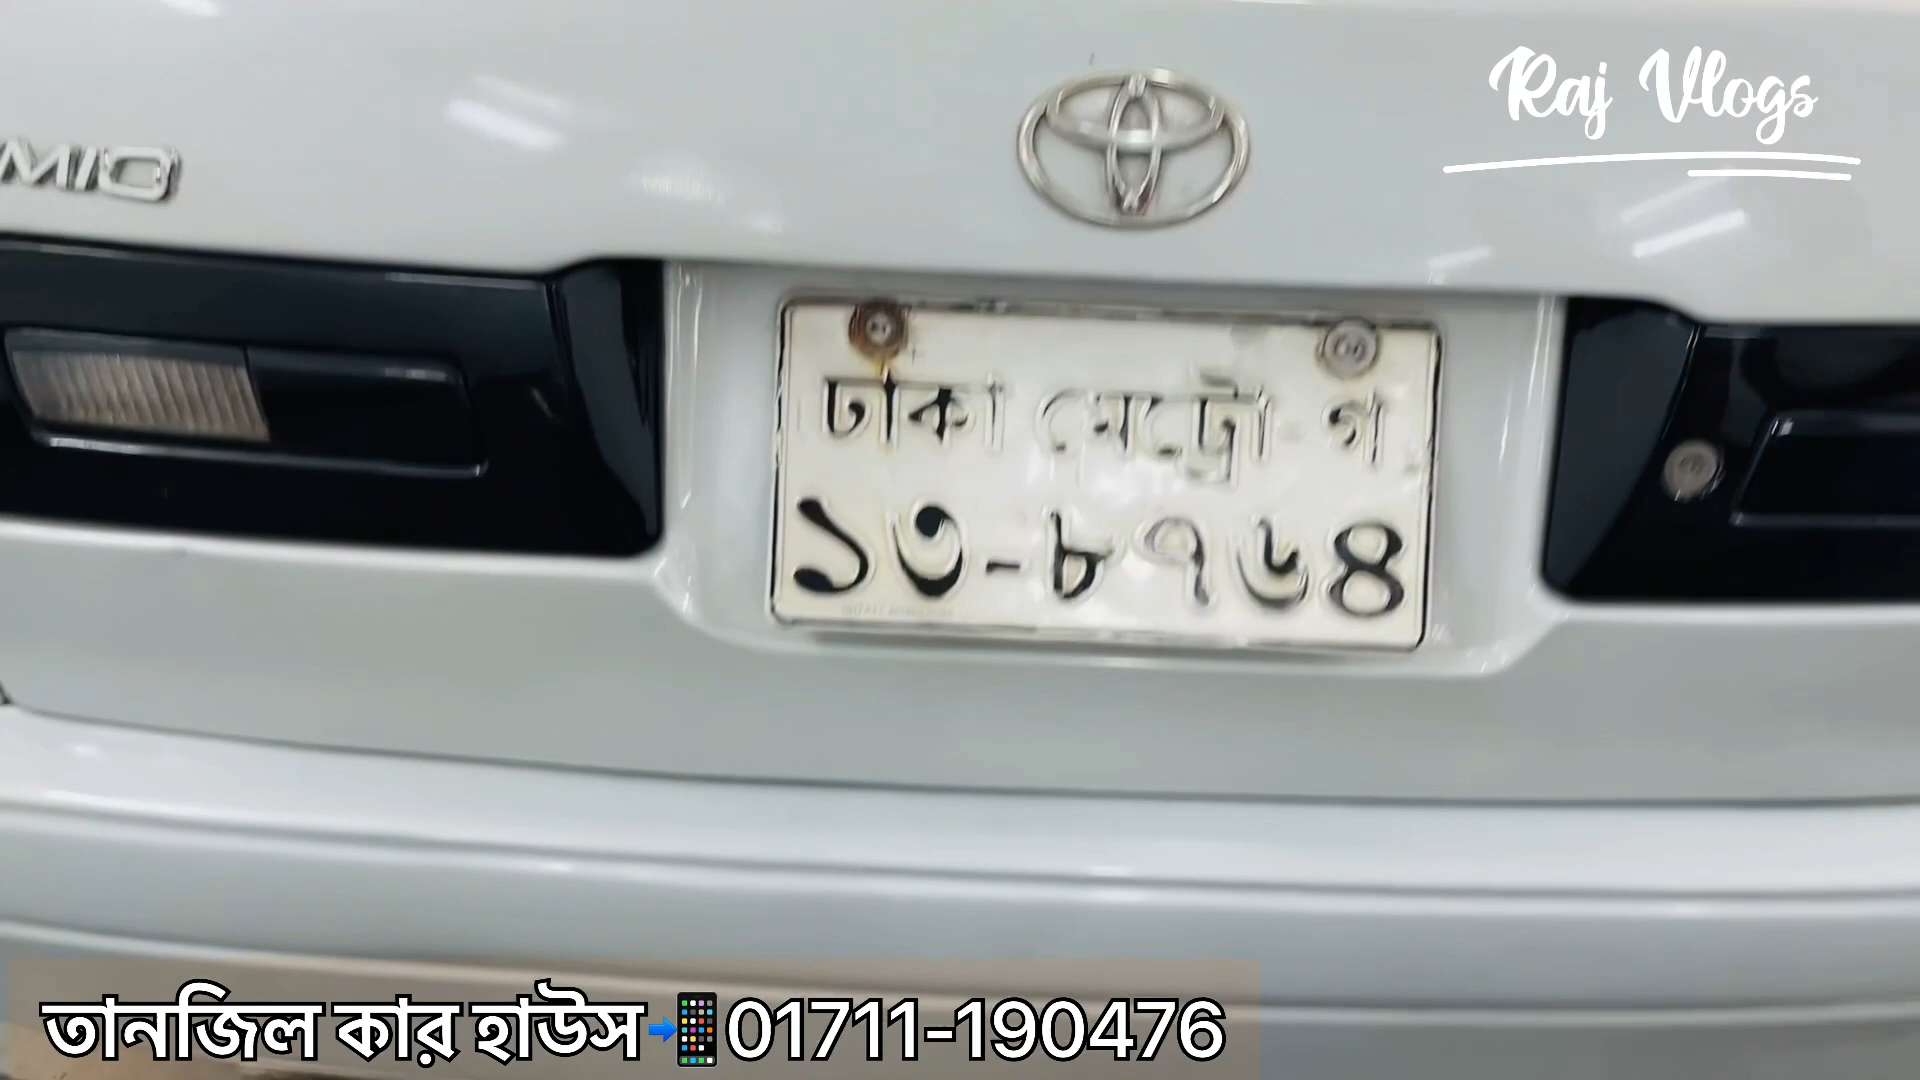 Raj Vlogs
MIO
ঢাকা মেট্রো গ
১৩-৮৭৬৪
তানজিল কার হাউস📲01711-190476